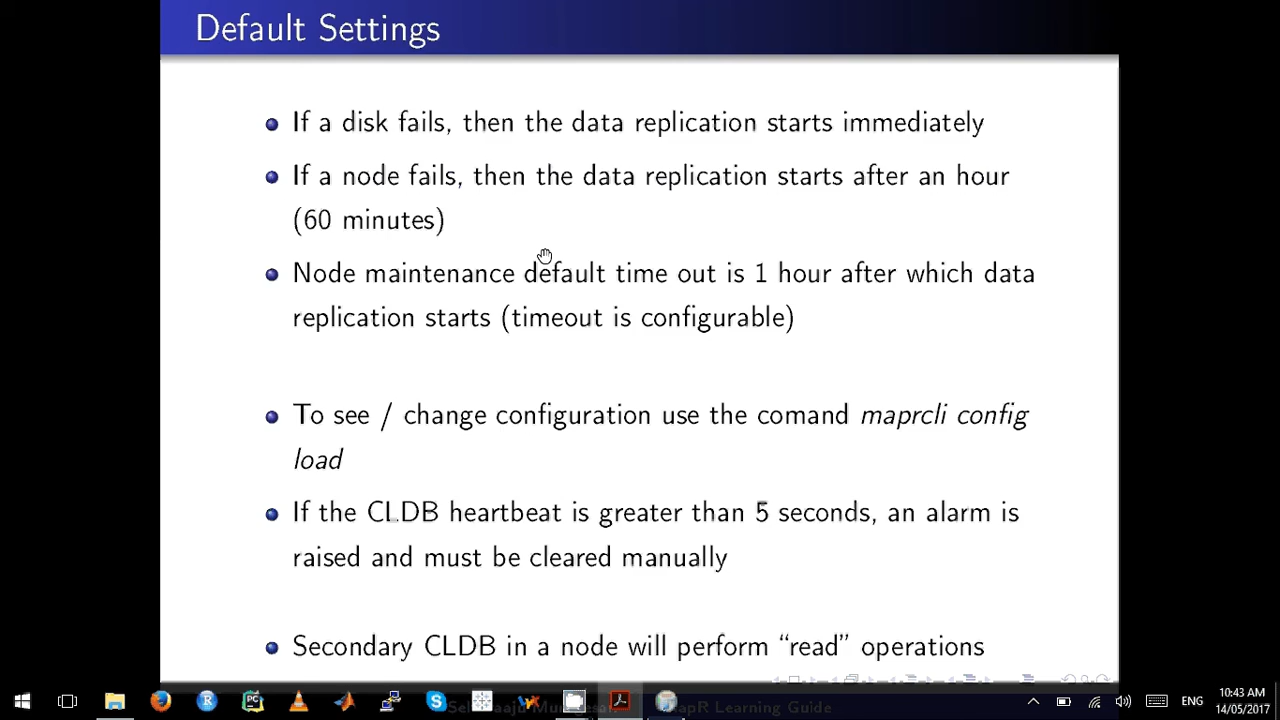 Default Settings
If a disk fails, then the data replication starts immediately
If a node fails, then the data replication starts after an hour
(60 minutes)
Node maintenance default time out is 1 hour after which data
replication starts (timeout is configurable)
To see / change configuration use the comand maprcli config
load
If the CLDB heartbeat is greater than 5 seconds, an alarm is
raised and must be cleared manually
Secondary CLDB in a node will perform “read” operations
MapR Learning Guide
ENG
10:43 AM
14/05/2017